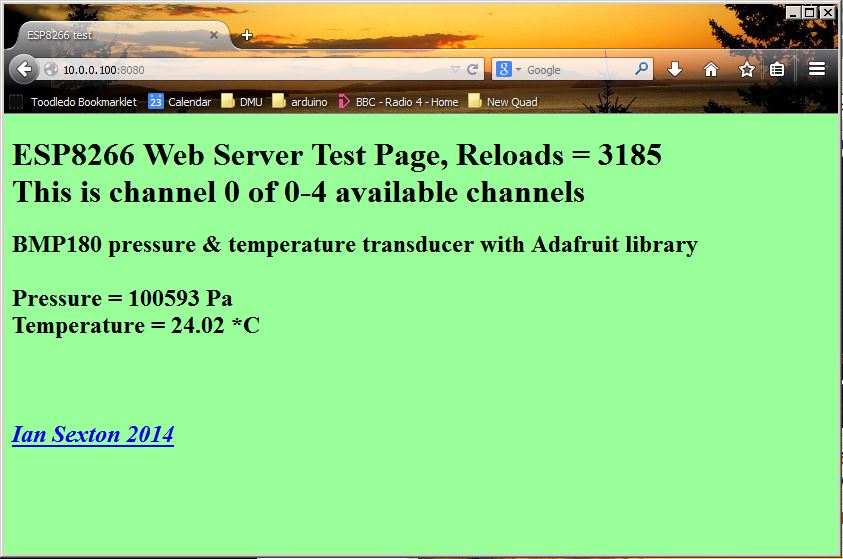 ESP8266 test
10.0.0.100:8080
Google
Toodledo Bookmarklet
23 Calendar
DMU
arduino
BBC - Radio 4 - Home
New Quad
ESP8266 Web Server Test Page, Reloads = 3185
This is channel 0 of 0-4 available channels
BMP180 pressure & temperature transducer with Adafruit library
Pressure = 100593 Pa
Temperature = 24.02 *C
Ian Sexton 2014